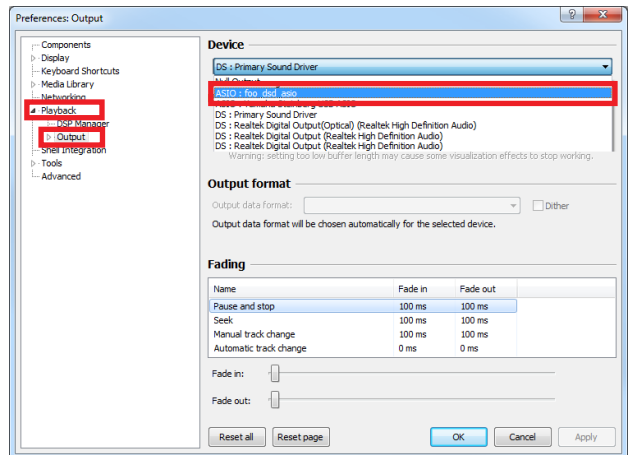 Preferences: Output
Components
Display
Keyboard Shortcuts
Media Library
Networking
Playback
DSP Manager
Output
Shell Integration
Tools
Advanced
Device
DS : Primary Sound Driver
Null Output
ASIO : foo_dsd_asio
ASIO : Yamaha Steinberg USB ASIO
DS : Primary Sound Driver
DS : Realtek Digital Output(Optical) (Realtek High Definition Audio)
DS : Realtek Digital Output (Realtek High Definition Audio)
DS : Realtek Digital Output (Realtek High Definition Audio)
Warning: setting too low buffer length may cause some visualization effects to stop working.
Output format
Output data format:
Dither
Output data format will be chosen automatically for the selected device.
Fading
Name Fade in Fade out
Pause and stop 100 ms 100 ms
Seek 100 ms 100 ms
Manual track change 100 ms 100 ms
Automatic track change 0 ms 0 ms
Fade in:
Fade out:
Reset all Reset page OK Cancel Apply